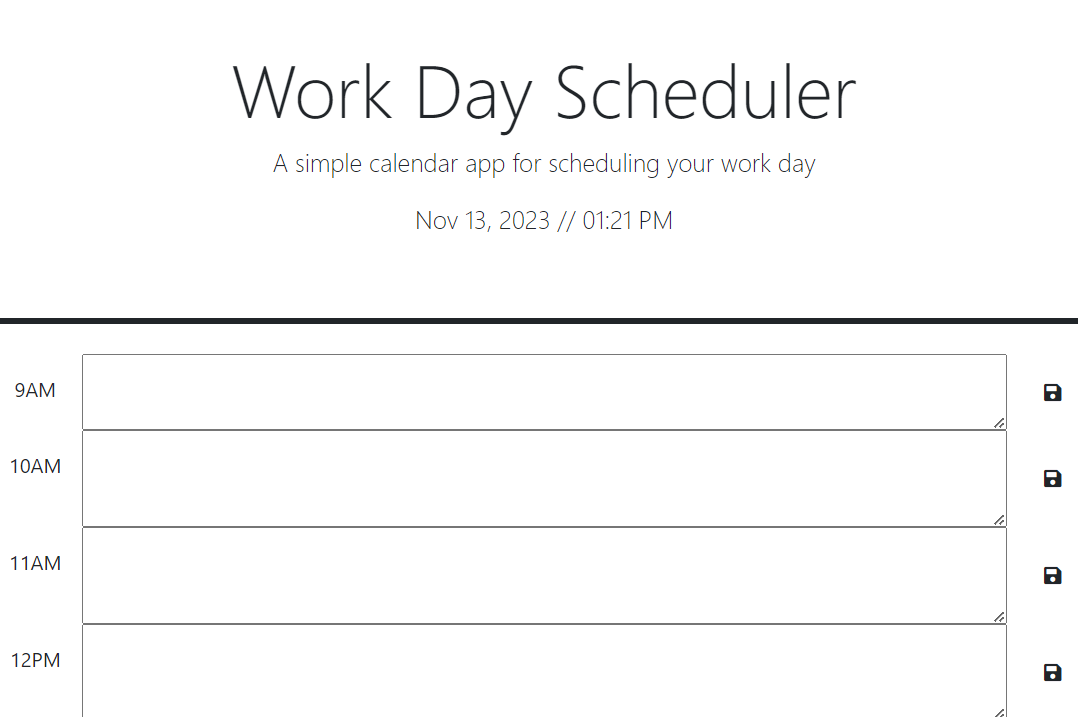 Work Day Scheduler
A simple calendar app for scheduling your work day
Nov 13, 2023 // 01:21 PM
9AM
10AM
11AM
12PM